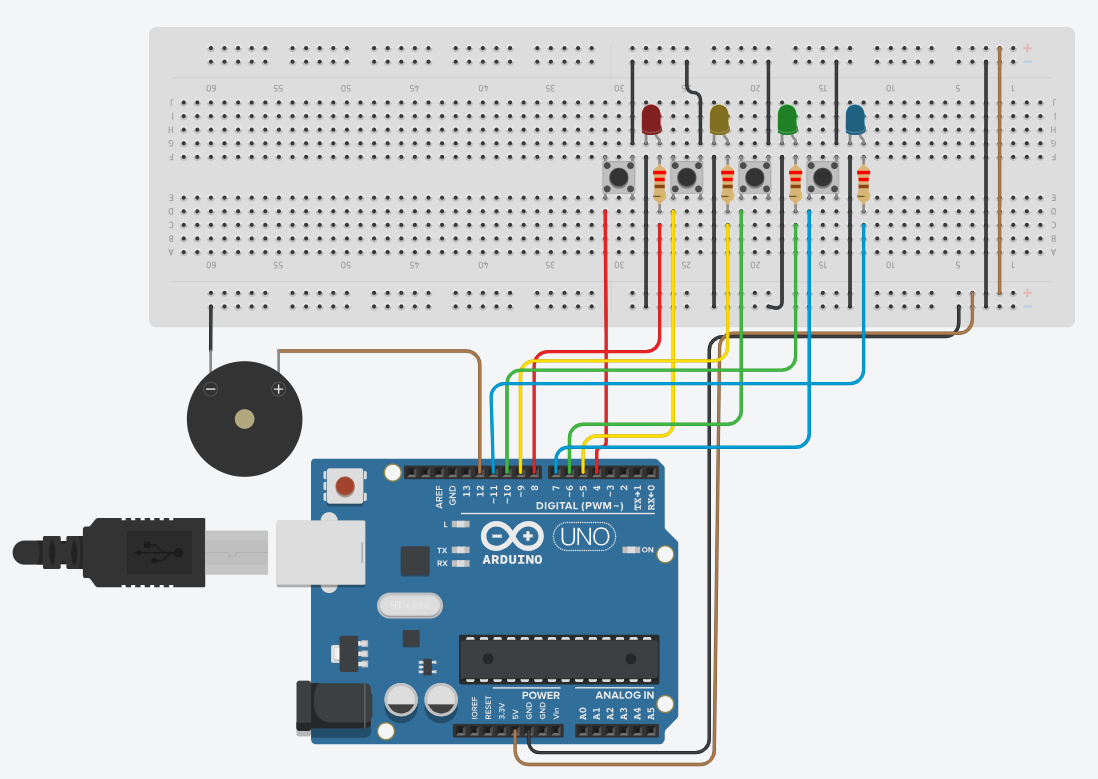 +
−
60 55 50 45 40 35 30 25 20 15 10 5 1
J J
I I
H H
G G
F F
E E
D D
C C
B B
A A
60 55 50 45 40 35 30 25 20 15 10 5 1
+
−
− +
AREF GND 13 12 ~11 ~10 ~9 8 7 ~6 ~5 4 ~3 2 TX→1 RX←0
DIGITAL (PWM~)
L
TX
RX
UNO
ON
ARDUINO
POWER ANALOG IN
IOREF RESET 3.3V 5V GND GND Vin A0 A1 A2 A3 A4 A5